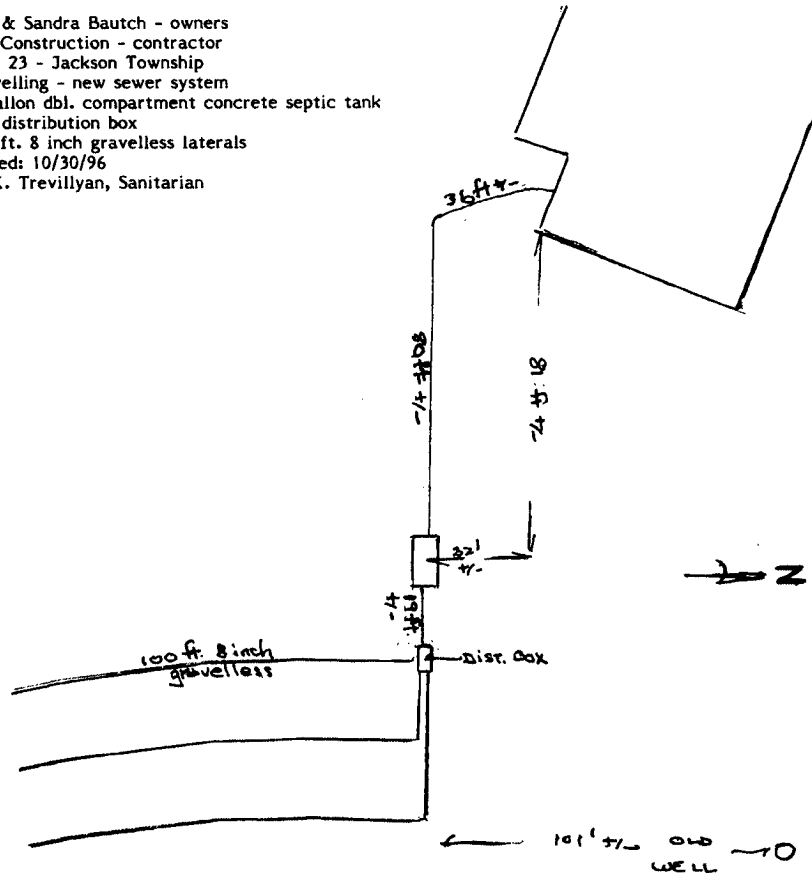 & Sandra Bautch - owners
Construction - contractor
23 - Jackson Township
elling - new sewer system
allon dbl. compartment concrete septic tank
distribution box
ft. 8 inch gravelless laterals
ed: 10/30/96
K. Trevillyan, Sanitarian
36ft +-
80ft +/-
81 ft +/-
32'
+/-
N
19ft
+/-
100 ft. 8 inch
gravelless
DIST. BOX
101' +/- OLD
WELL